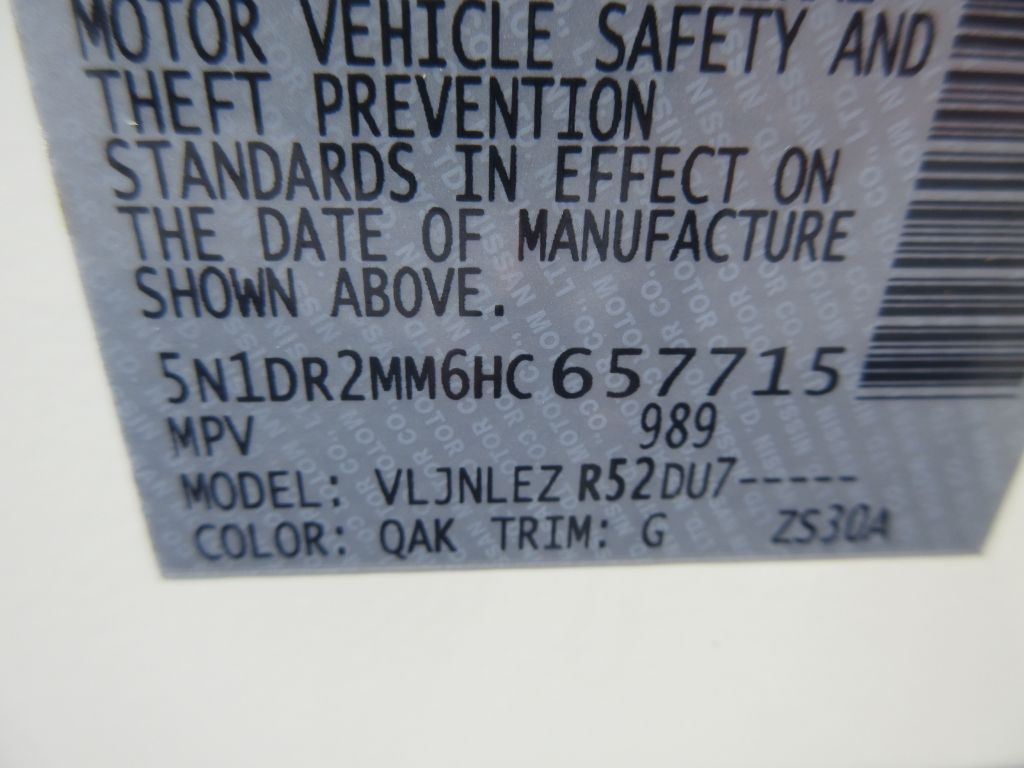 MOTOR VEHICLE SAFETY AND
THEFT PREVENTION
STANDARDS IN EFFECT ON
THE DATE OF MANUFACTURE
SHOWN ABOVE.
5N1DR2MM6HC657715
MPV 989
MODEL: VLJNLEZ R52DU7-----
COLOR: QAK TRIM: G ZS30A